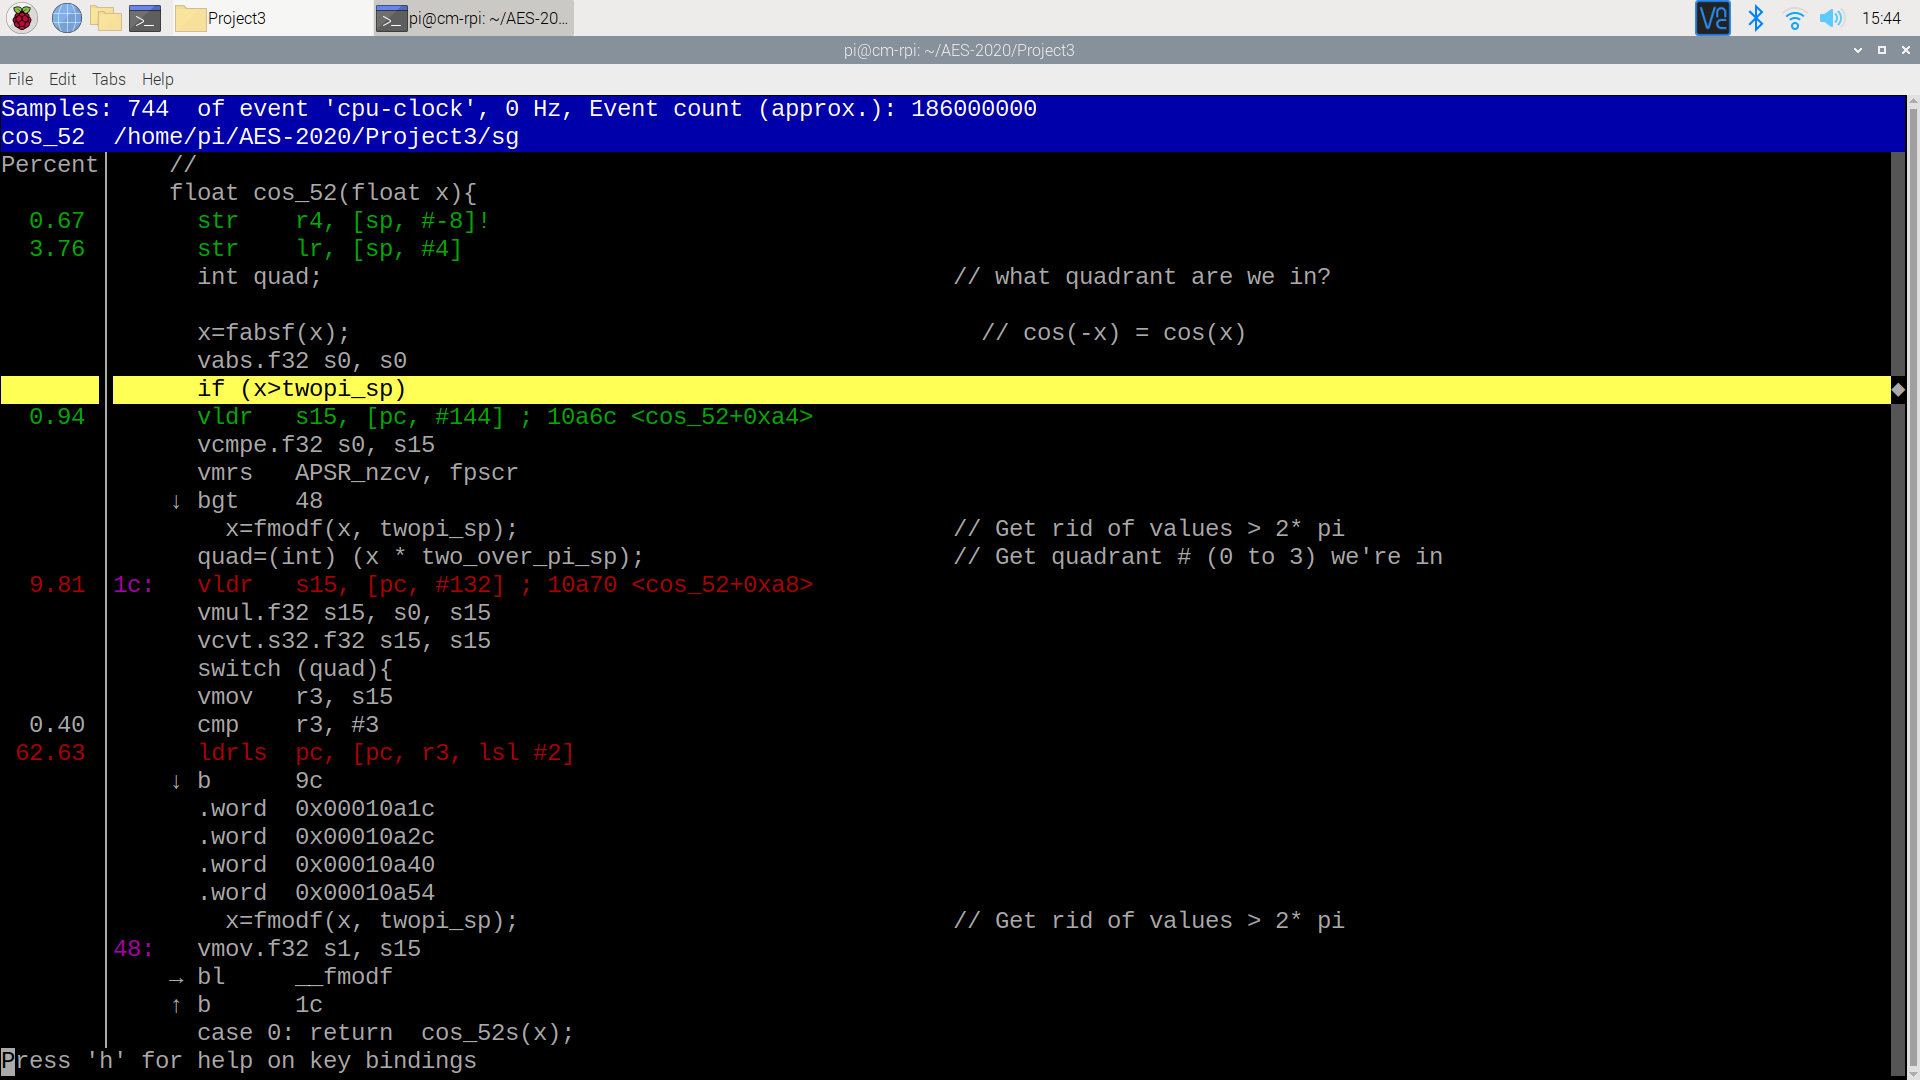 Project3
pi@cm-rpi: ~/AES-20...
15:44
pi@cm-rpi: ~/AES-2020/Project3
File Edit Tabs Help
Samples: 744  of event 'cpu-clock', 0 Hz, Event count (approx.): 186000000
cos_52  /home/pi/AES-2020/Project3/sg
Percent │    //
        │    float cos_52(float x){
  0.67  │      str    r4, [sp, #-8]!
  3.76  │      str    lr, [sp, #4]
        │      int quad;                                             // what quadrant are we in?
        │      x=fabsf(x);                                             // cos(-x) = cos(x)
        │      vabs.f32 s0, s0
        │      if (x>twopi_sp)
  0.94  │      vldr   s15, [pc, #144] ; 10a6c <cos_52+0xa4>
        │      vcmpe.f32 s0, s15
        │      vmrs   APSR_nzcv, fpscr
        │    ↓ bgt    48
        │        x=fmodf(x, twopi_sp);                               // Get rid of values > 2* pi
        │      quad=(int) (x * two_over_pi_sp);                      // Get quadrant # (0 to 3) we're in
  9.81  │1c:   vldr   s15, [pc, #132] ; 10a70 <cos_52+0xa8>
        │      vmul.f32 s15, s0, s15
        │      vcvt.s32.f32 s15, s15
        │      switch (quad){
        │      vmov   r3, s15
  0.40  │      cmp    r3, #3
 62.63  │      ldrls  pc, [pc, r3, lsl #2]
        │    ↓ b      9c
        │      .word  0x00010a1c
        │      .word  0x00010a2c
        │      .word  0x00010a40
        │      .word  0x00010a54
        │        x=fmodf(x, twopi_sp);                               // Get rid of values > 2* pi
        │48:   vmov.f32 s1, s15
        │    → bl     __fmodf
        │    ↑ b      1c
        │      case 0: return  cos_52s(x);
Press 'h' for help on key bindings